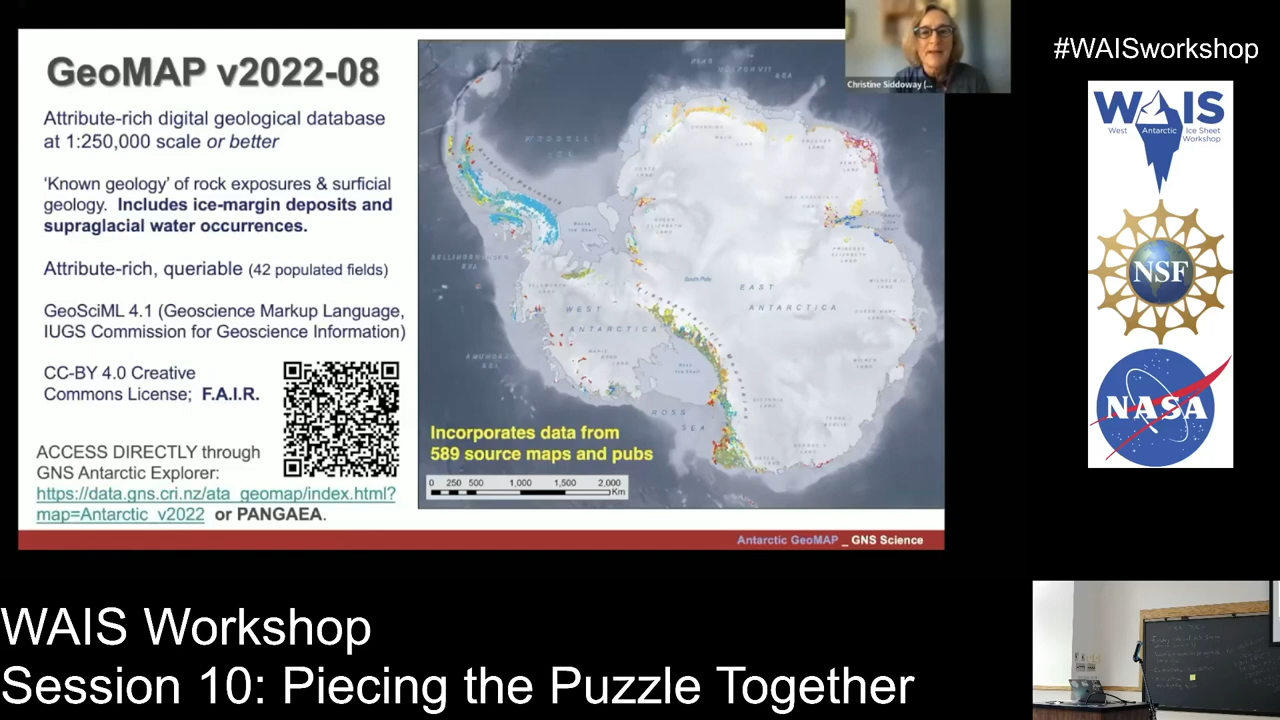 GeoMAP v2022-08
Attribute-rich digital geological database
at 1:250,000 scale or better
‘Known geology’ of rock exposures & surficial
geology. Includes ice-margin deposits and
supraglacial water occurrences.
Attribute-rich, queriable (42 populated fields)
GeoSciML 4.1 (Geoscience Markup Language,
IUGS Commission for Geoscience Information)
CC-BY 4.0 Creative
Commons License; F.A.I.R.
ACCESS DIRECTLY through
GNS Antarctic Explorer:
https://data.gns.cri.nz/ata_geomap/index.html?
map=Antarctic_v2022 or PANGAEA.
South Pole
EAST
ANTARCTICA
WEST
ANTARCTICA
ROSS
SEA
Incorporates data from
589 source maps and pubs
0 250 500 1,000 1,500 2,000
Km
Antarctic GeoMAP _ GNS Science
Christine Siddoway (...
#WAISworkshop
WAIS
West Antarctic Ice Sheet
Workshop
NSF
NASA
WAIS Workshop
Session 10: Piecing the Puzzle Together